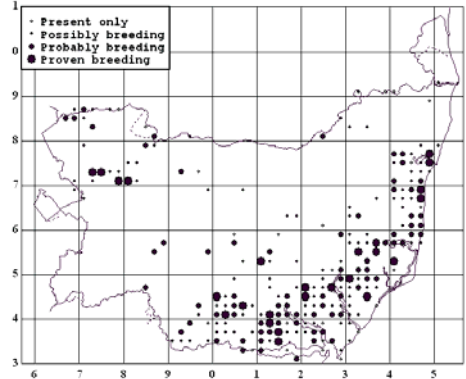 1
Present only
Possibly breeding
Probably breeding
Proven breeding
0
9
8
7
6
5
4
3
6 7 8 9 0 1 2 3 4 5